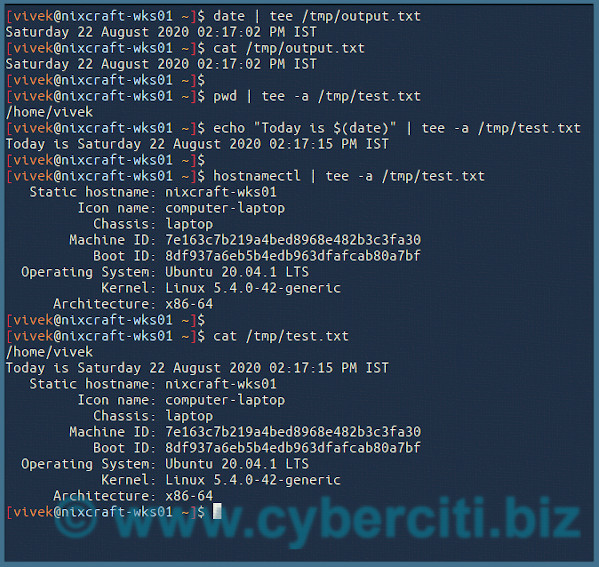 [vivek@nixcraft-wks01 ~]$ date | tee /tmp/output.txt
Saturday 22 August 2020 02:17:02 PM IST
[vivek@nixcraft-wks01 ~]$ cat /tmp/output.txt
Saturday 22 August 2020 02:17:02 PM IST
[vivek@nixcraft-wks01 ~]$
[vivek@nixcraft-wks01 ~]$ pwd | tee -a /tmp/test.txt
/home/vivek
[vivek@nixcraft-wks01 ~]$ echo "Today is $(date)" | tee -a /tmp/test.txt
Today is Saturday 22 August 2020 02:17:15 PM IST
[vivek@nixcraft-wks01 ~]$
[vivek@nixcraft-wks01 ~]$ hostnamectl | tee -a /tmp/test.txt
   Static hostname: nixcraft-wks01
         Icon name: computer-laptop
           Chassis: laptop
        Machine ID: 7e163c7b219a4bed8968e482b3c3fa30
           Boot ID: 8df937a6eb5b4edb963dfafcab80a7bf
  Operating System: Ubuntu 20.04.1 LTS
            Kernel: Linux 5.4.0-42-generic
      Architecture: x86-64
[vivek@nixcraft-wks01 ~]$
[vivek@nixcraft-wks01 ~]$ cat /tmp/test.txt
/home/vivek
Today is Saturday 22 August 2020 02:17:15 PM IST
   Static hostname: nixcraft-wks01
         Icon name: computer-laptop
           Chassis: laptop
        Machine ID: 7e163c7b219a4bed8968e482b3c3fa30
           Boot ID: 8df937a6eb5b4edb963dfafcab80a7bf
  Operating System: Ubuntu 20.04.1 LTS
            Kernel: Linux 5.4.0-42-generic
      Architecture: x86-64
[vivek@nixcraft-wks01 ~]$
© www.cyberciti.biz